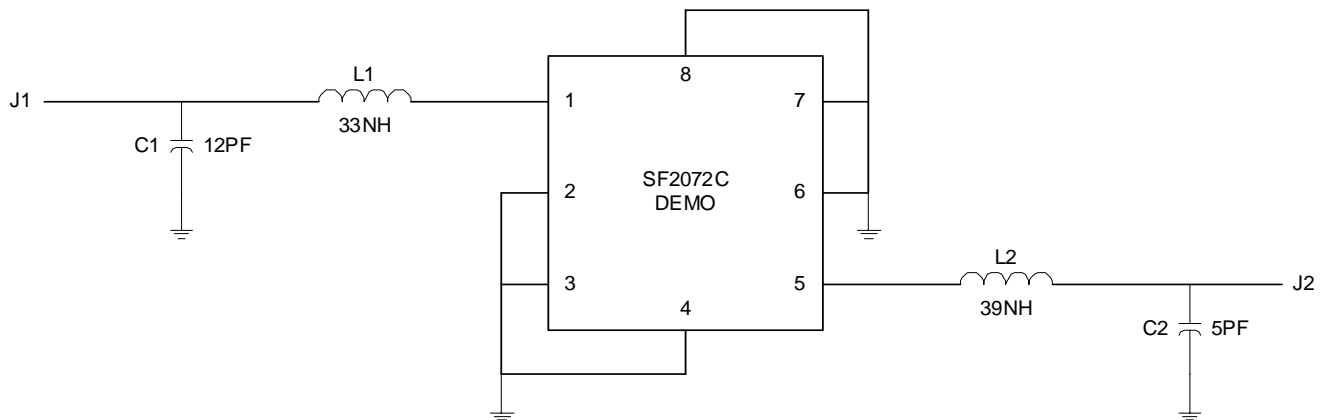 8
L1
J1
1
7
33NH
C1 12PF
SF2072C
DEMO
2
6
L2
3
5
J2
4
39NH
C2 5PF